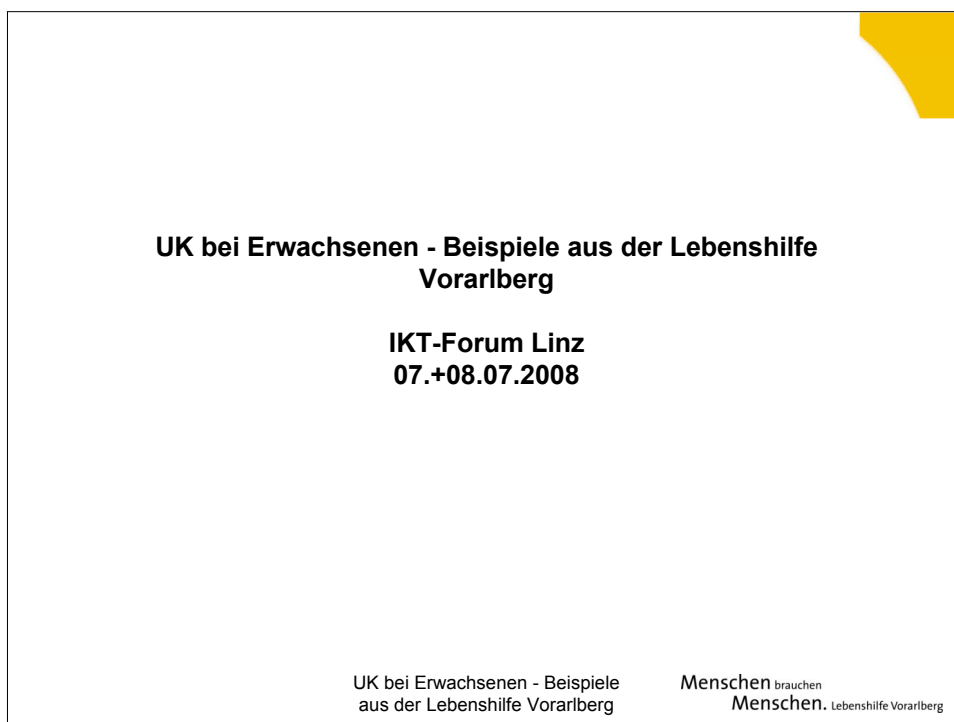 UK bei Erwachsenen - Beispiele aus der Lebenshilfe
Vorarlberg
IKT-Forum Linz
07.+08.07.2008
UK bei Erwachsenen - Beispiele
aus der Lebenshilfe Vorarlberg
Menschen brauchen
Menschen. Lebenshilfe Vorarlberg